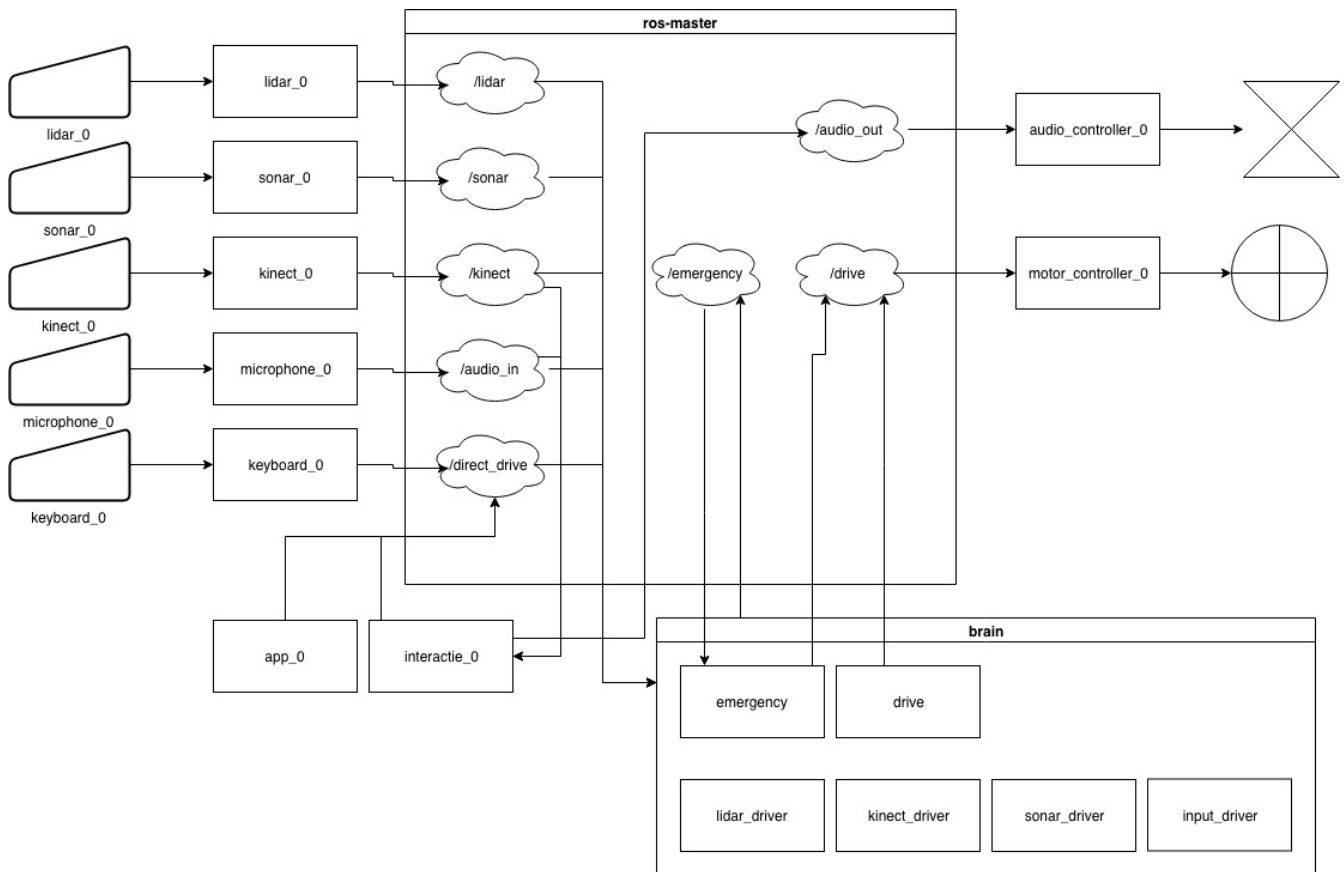 ros-master
lidar_0
lidar_0
/lidar
/audio_out
audio_controller_0
sonar_0
sonar_0
/sonar
kinect_0
kinect_0
/kinect
/emergency
/drive
motor_controller_0
microphone_0
microphone_0
/audio_in
keyboard_0
keyboard_0
/direct_drive
app_0
interactie_0
brain
emergency
drive
lidar_driver
kinect_driver
sonar_driver
input_driver